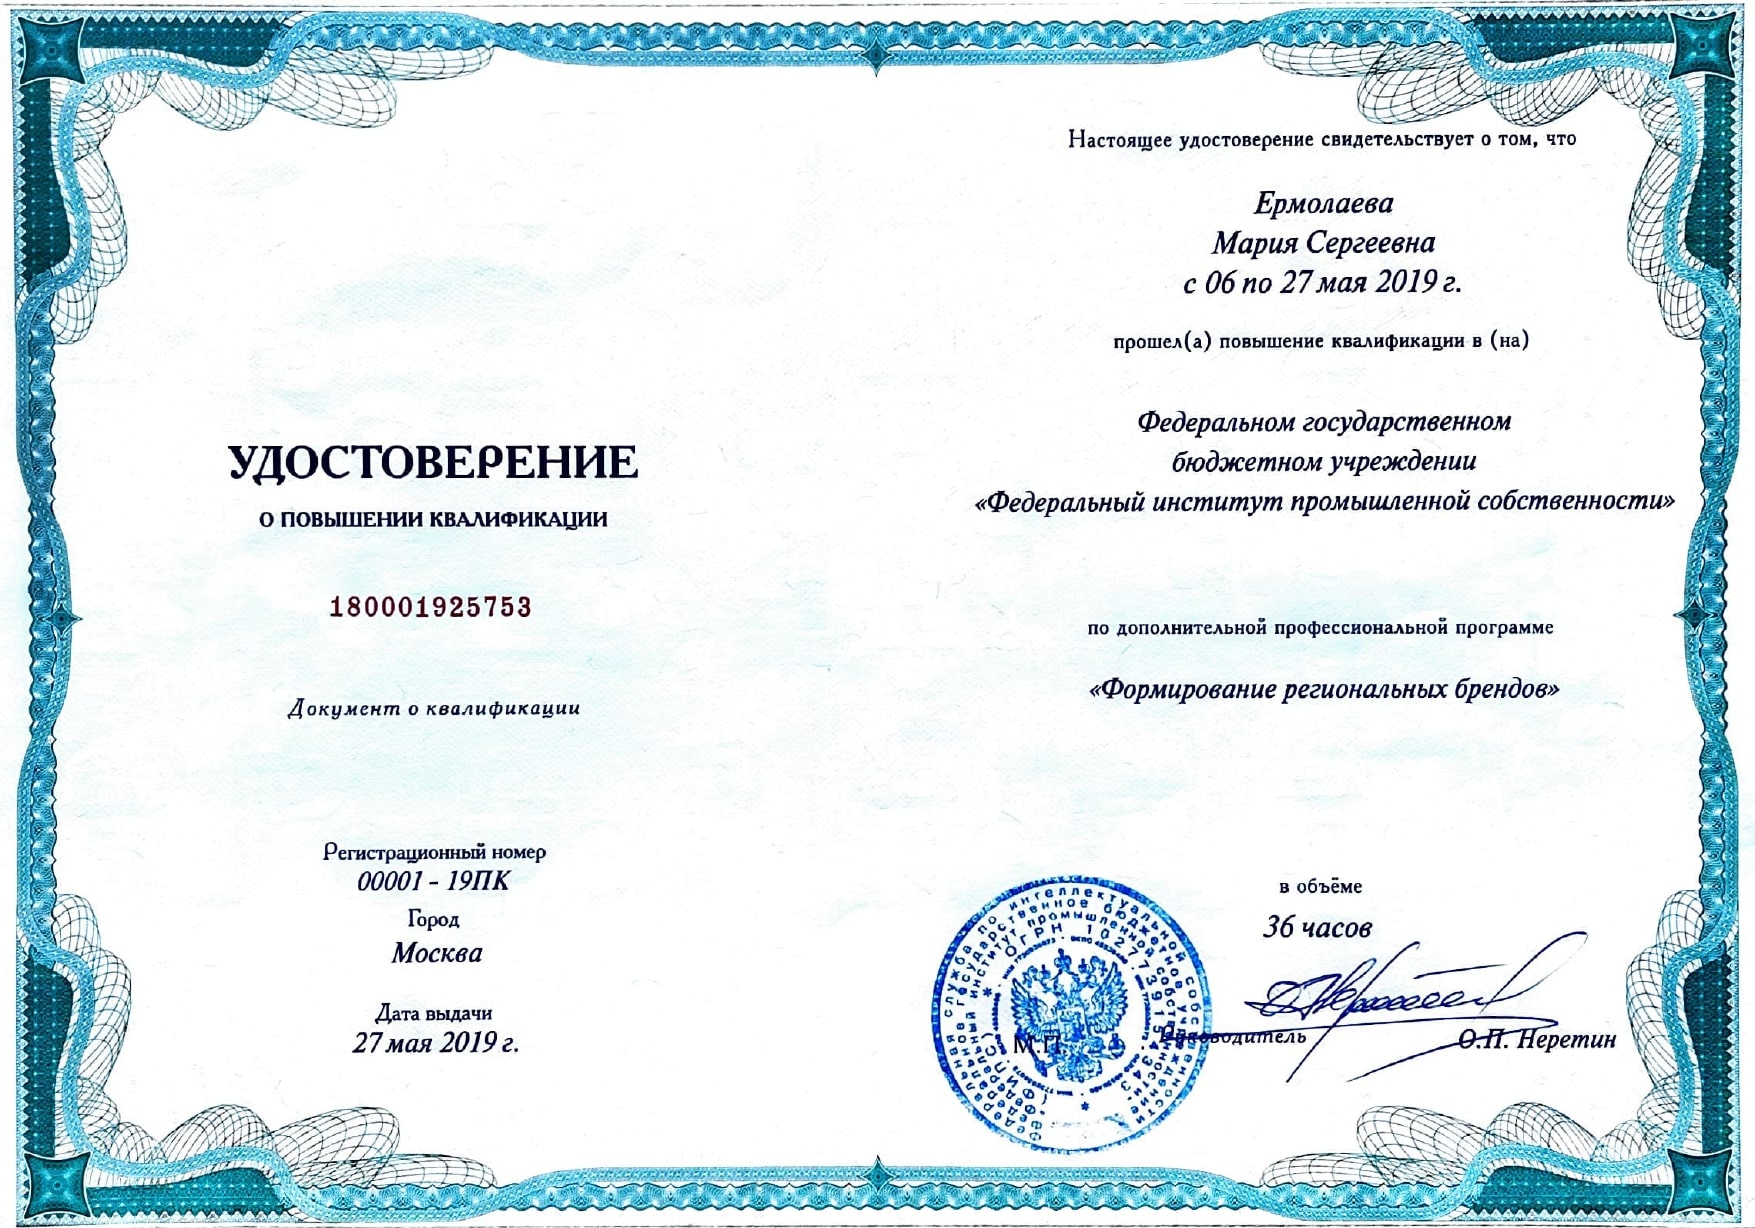 УДОСТОВЕРЕНИЕ
О ПОВЫШЕНИИ КВАЛИФИКАЦИИ
180001925753
Документ о квалификации
Регистрационный номер
00001 - 19ПК
Город
Москва
Дата выдачи
27 мая 2019 г.
Настоящее удостоверение свидетельствует о том, что
Ермолаева
Мария Сергеевна
с 06 по 27 мая 2019 г.
прошел(а) повышение квалификации в (на)
Федеральном государственном
бюджетном учреждении
«Федеральный институт промышленной собственности»
по дополнительной профессиональной программе
«Формирование региональных брендов»
в объёме
36 часов
М.П.
Руководитель
О.П. Неретин
Федеральная служба по интеллектуальной собственности
Федеральное государственное бюджетное учреждение
Федеральный институт промышленной собственности
(ФИПС) * ОГРН 1027739154343